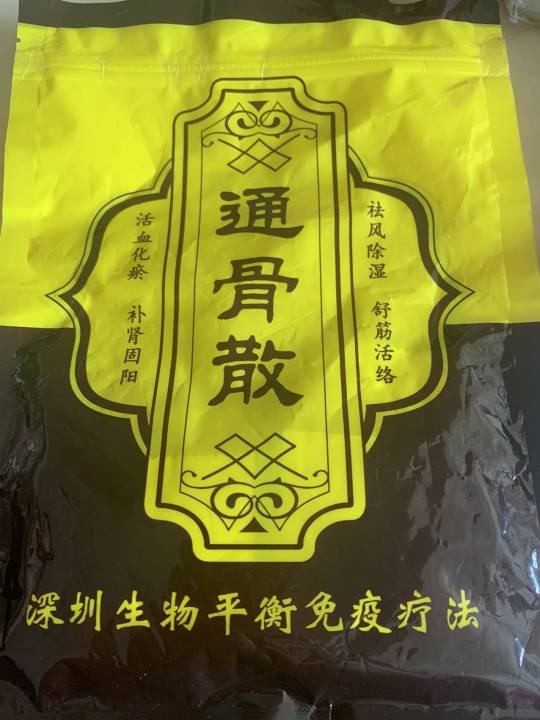 通骨散
祛风除湿 舒筋活络
活血化瘀 补肾固阳
深圳生物平衡免疫疗法